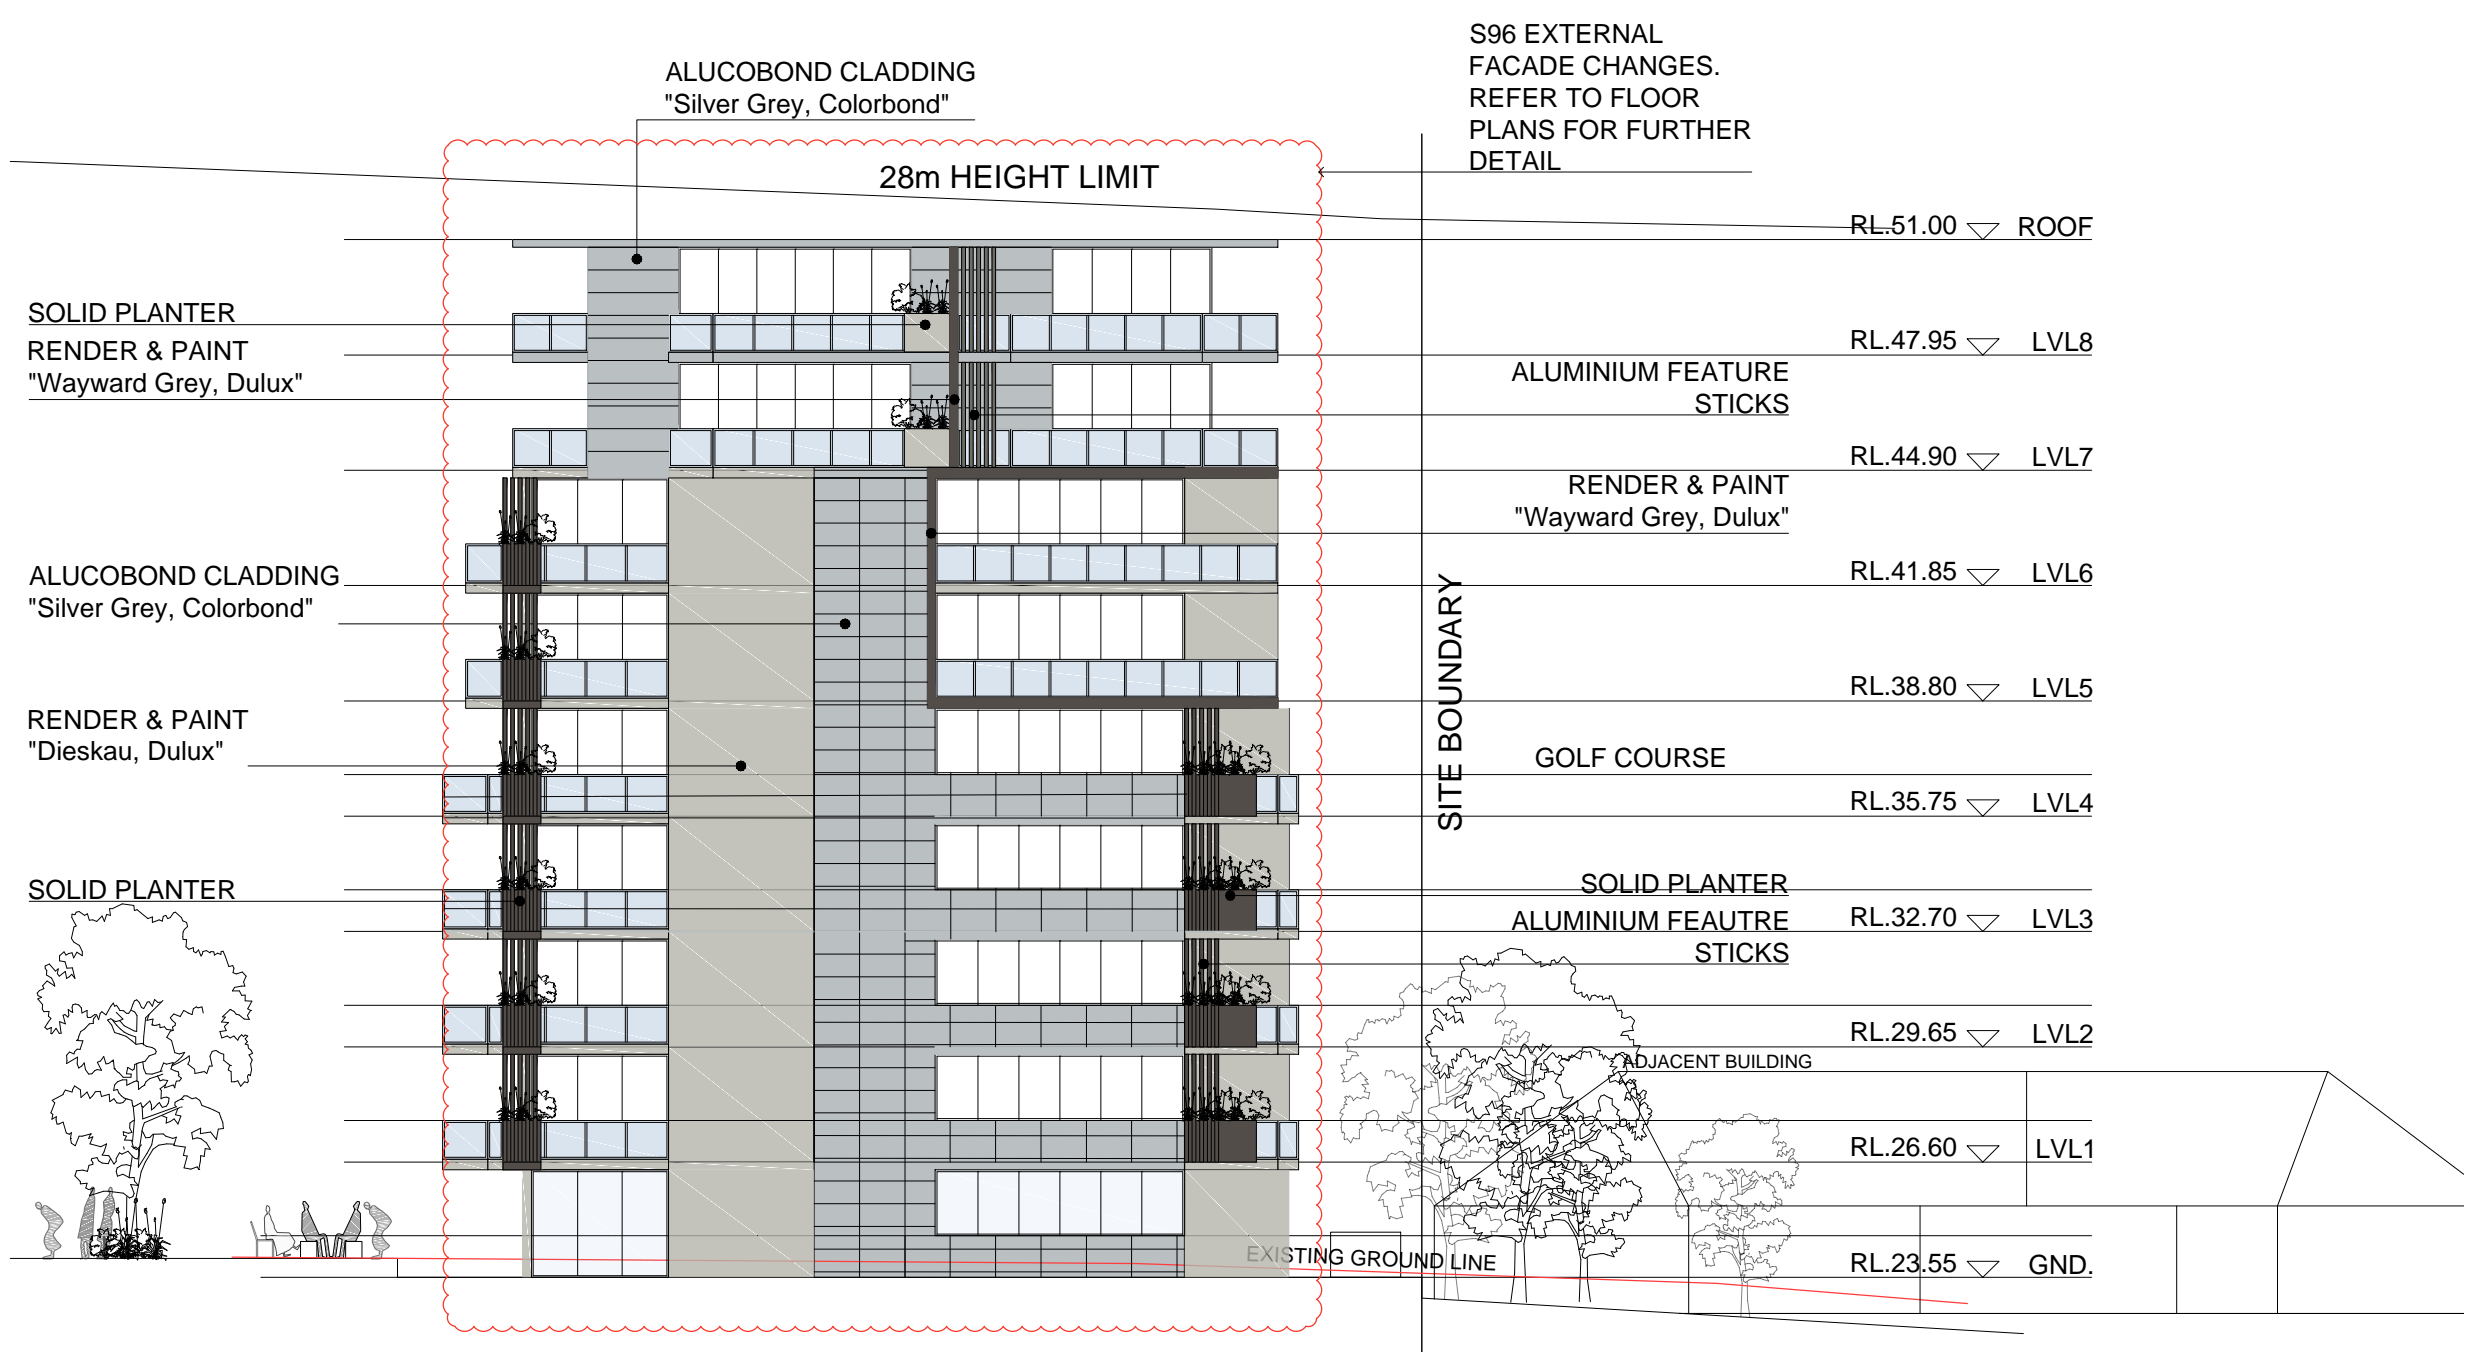 S96 EXTERNAL
FACADE CHANGES.
REFER TO FLOOR
PLANS FOR FURTHER
DETAIL
ALUCOBOND CLADDING
"Silver Grey, Colorbond"
28m HEIGHT LIMIT
RL.51.00 ROOF
SOLID PLANTER
RENDER & PAINT
"Wayward Grey, Dulux"
RL.47.95 LVL8
ALUMINIUM FEATURE
STICKS
RL.44.90 LVL7
RENDER & PAINT
"Wayward Grey, Dulux"
ALUCOBOND CLADDING
"Silver Grey, Colorbond"
RL.41.85 LVL6
SITE BOUNDARY
RL.38.80 LVL5
RENDER & PAINT
"Dieskau, Dulux"
GOLF COURSE
RL.35.75 LVL4
SOLID PLANTER
SOLID PLANTER
ALUMINIUM FEAUTRE
STICKS
RL.32.70 LVL3
RL.29.65 LVL2
ADJACENT BUILDING
RL.26.60 LVL1
EXISTING GROUND LINE
RL.23.55 GND.